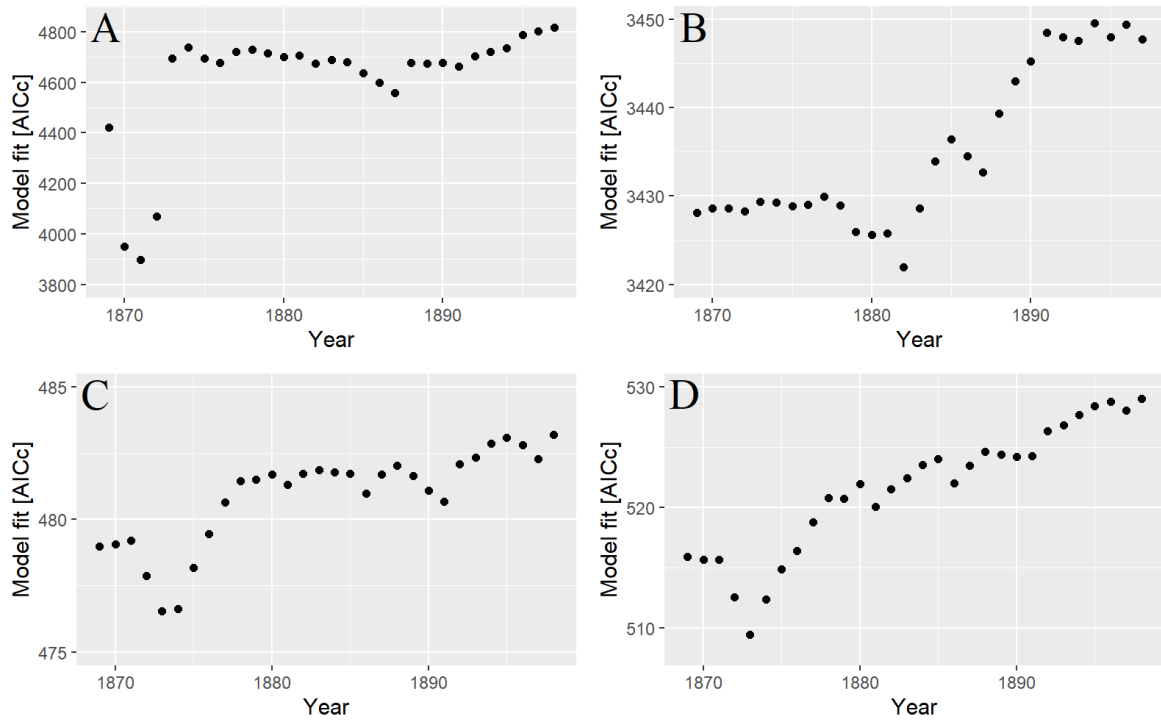 A
Model fit [AICc]
4800
4600
4400
4200
4000
3800
1870 1880 1890
Year
B
Model fit [AICc]
3450
3440
3430
3420
1870 1880 1890
Year
C
Model fit [AICc]
485
480
475
1870 1880 1890
Year
D
Model fit [AICc]
530
520
510
1870 1880 1890
Year